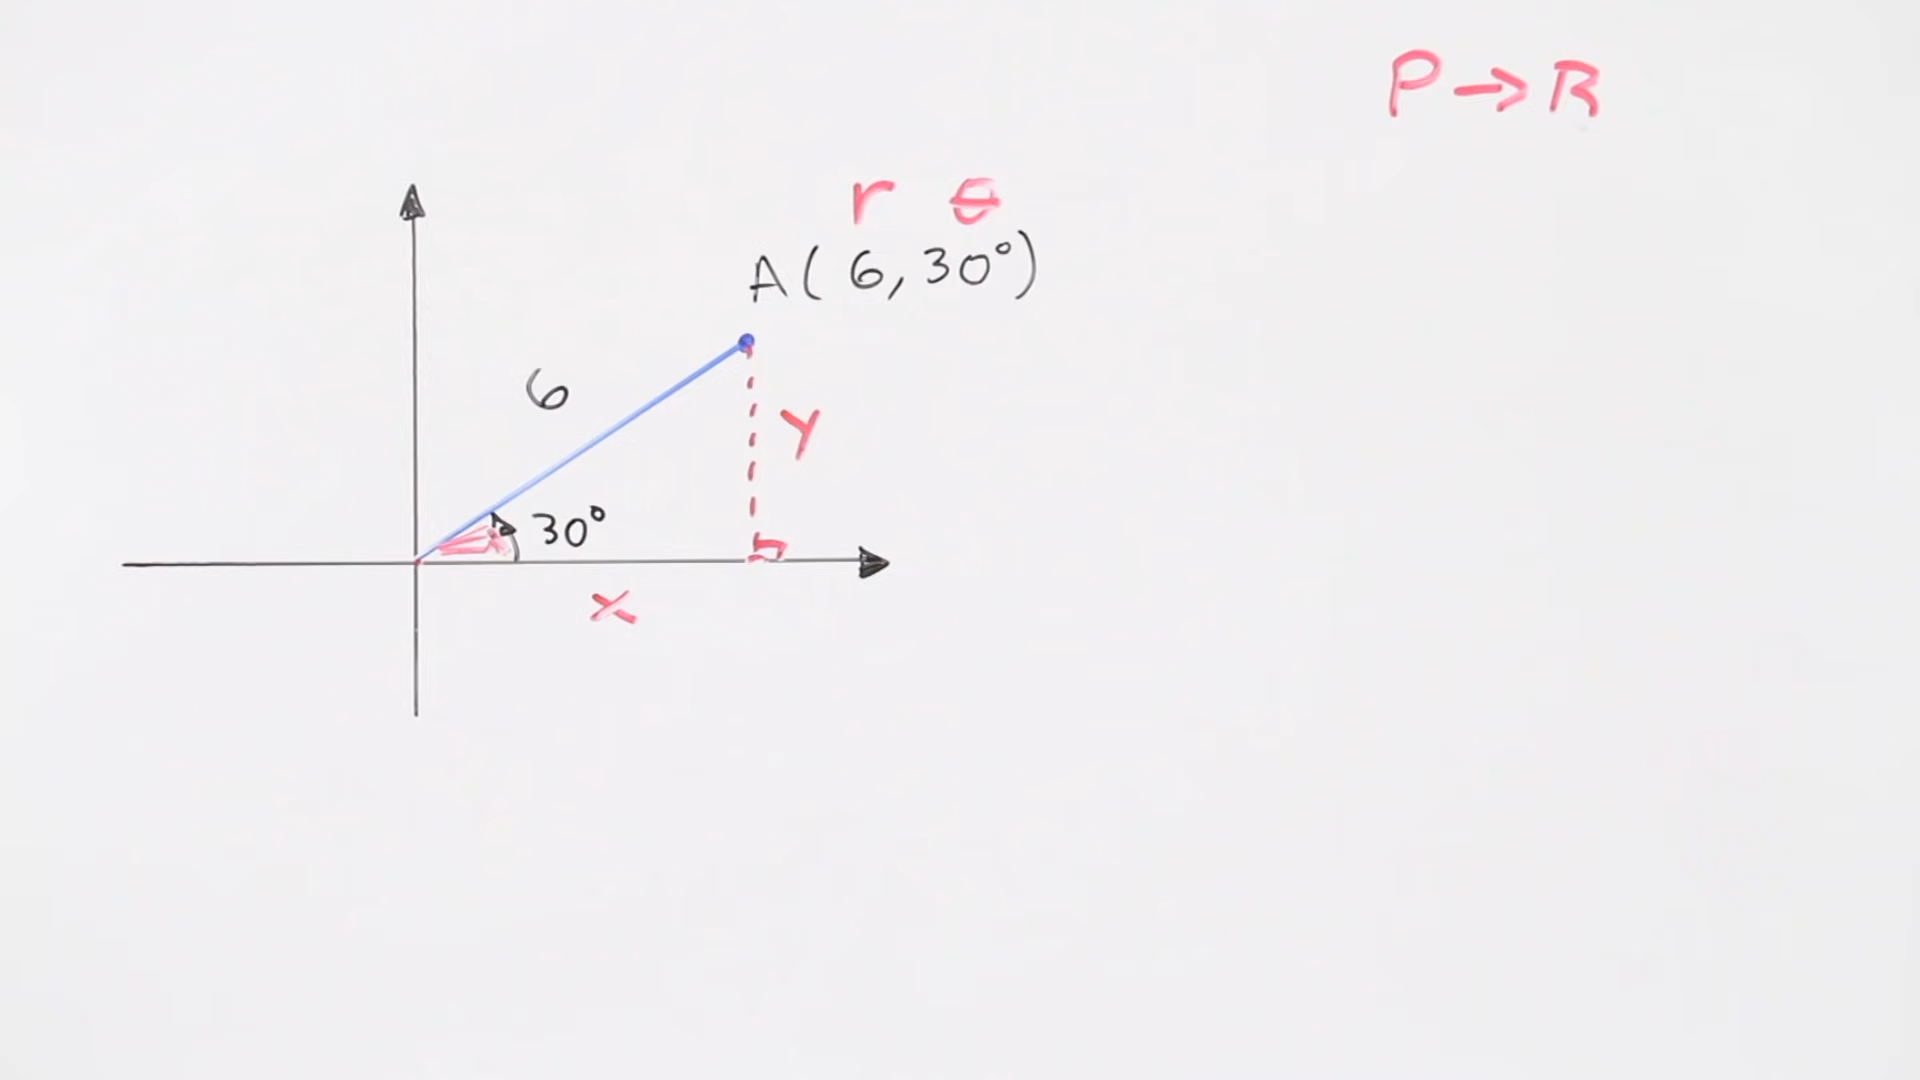 P → R
r θ
A ( 6, 30° )
6
y
30°
x